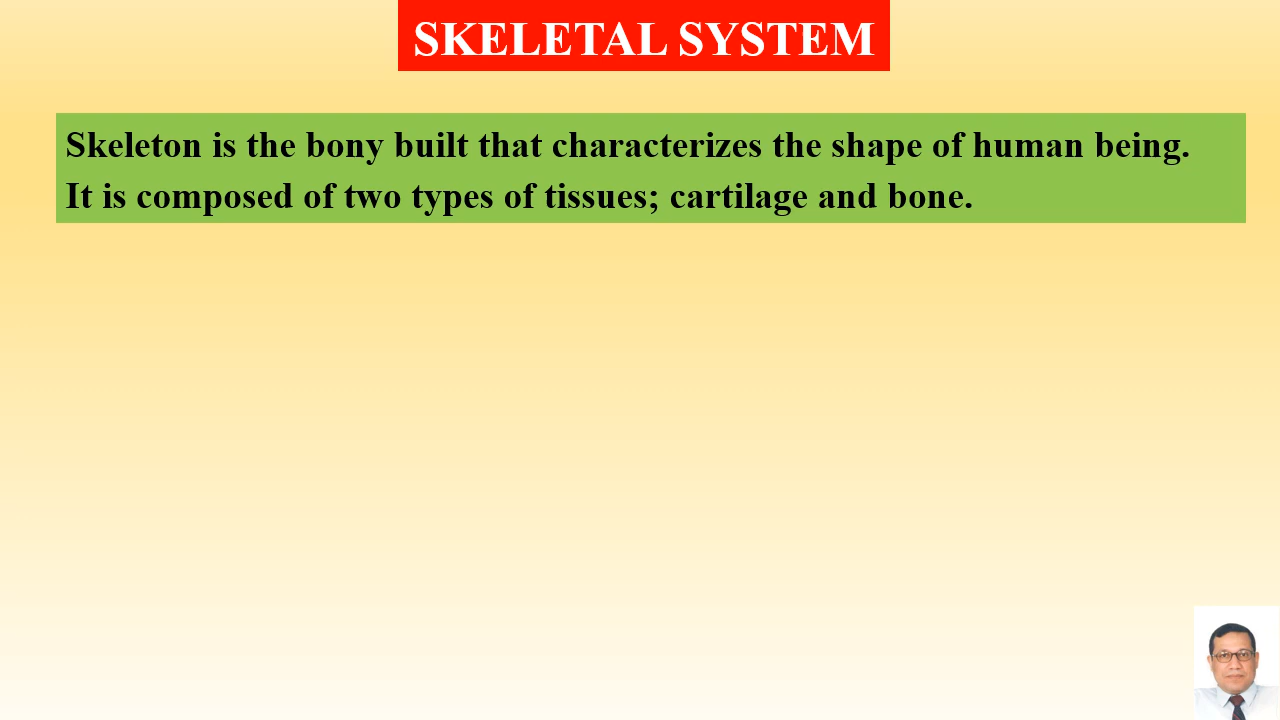 SKELETAL SYSTEM
Skeleton is the bony built that characterizes the shape of human being.
It is composed of two types of tissues; cartilage and bone.